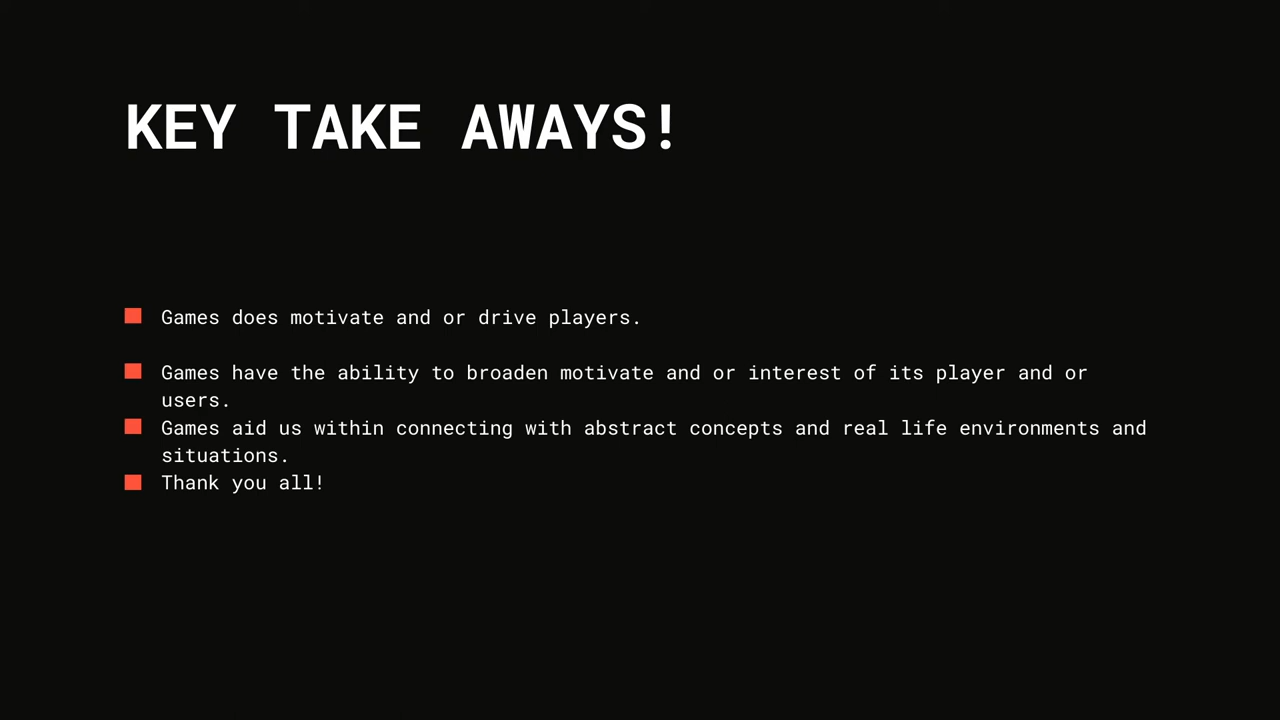 KEY TAKE AWAYS!
Games does motivate and or drive players.
Games have the ability to broaden motivate and or interest of its player and or
users.
Games aid us within connecting with abstract concepts and real life environments and
situations.
Thank you all!